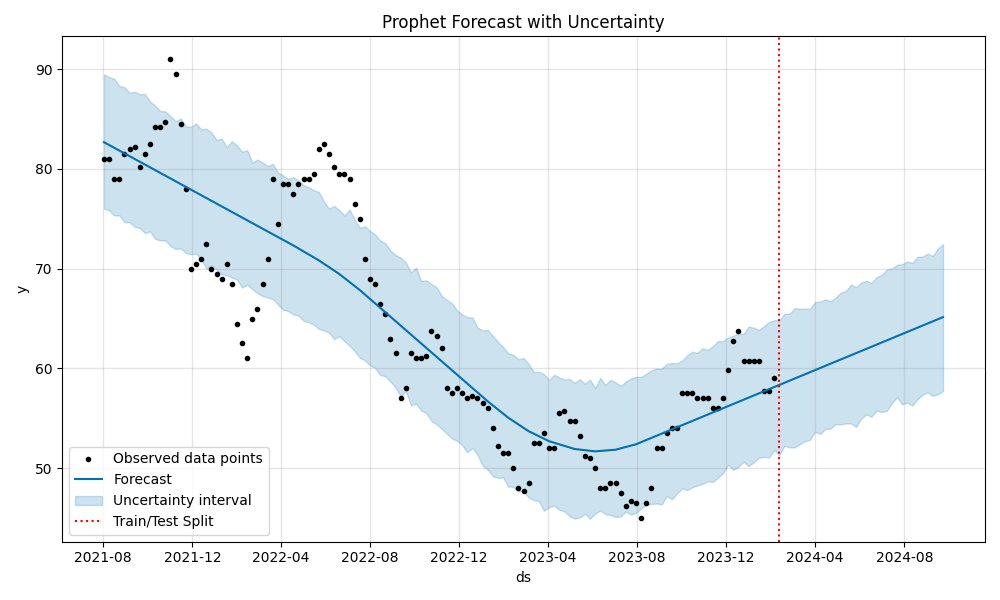 Prophet Forecast with Uncertainty
y
90
80
70
60
50
Observed data points
Forecast
Uncertainty interval
Train/Test Split
2021-08 2021-12 2022-04 2022-08 2022-12 2023-04 2023-08 2023-12 2024-04 2024-08
ds